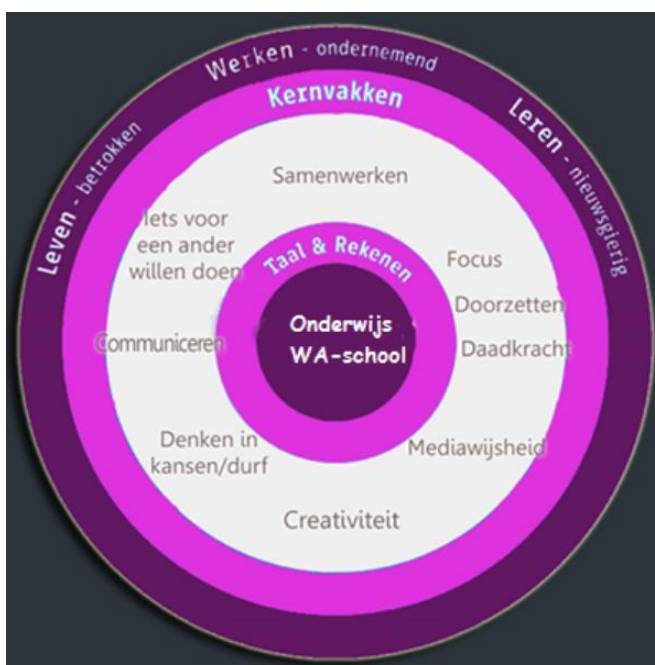 Werken - ondernemend
Leven - betrokken
Leren - nieuwsgierig
Kernvakken
Samenwerken
Iets voor
een ander
willen doen
Taal & Rekenen
Focus
Doorzetten
Daadkracht
Onderwijs
WA-school
Communiceren
Denken in
kansen/durf
Mediawijsheid
Creativiteit